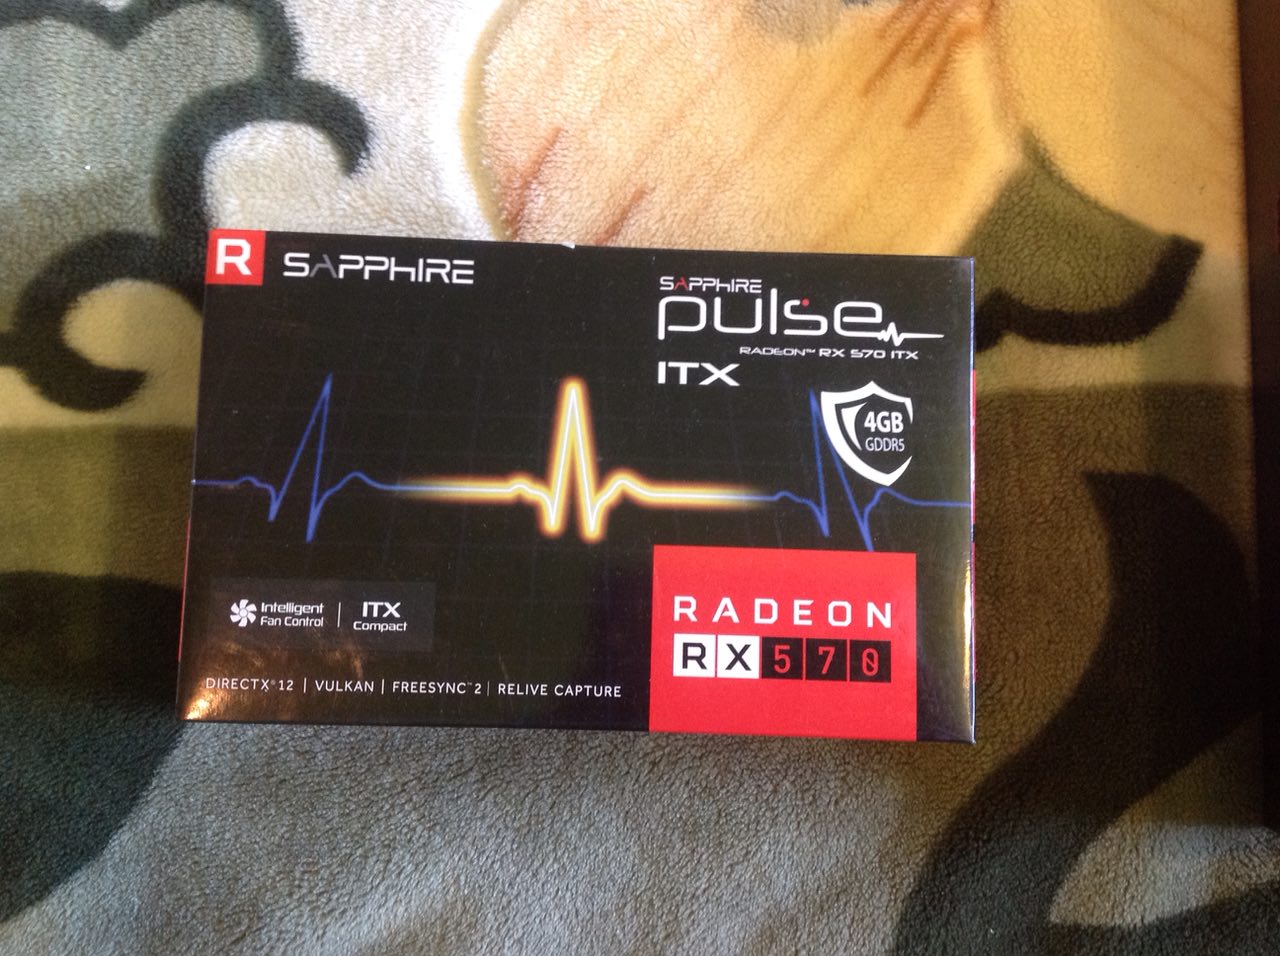 R SAPPHIRE
SAPPHIRE
pulse
RADEON™ RX 570 ITX
ITX
4GB
GDDR5
Intelligent
Fan Control
ITX
Compact
DIRECTX® 12 | VULKAN | FREESYNC™ 2 | RELIVE CAPTURE
RADEON
RX 570